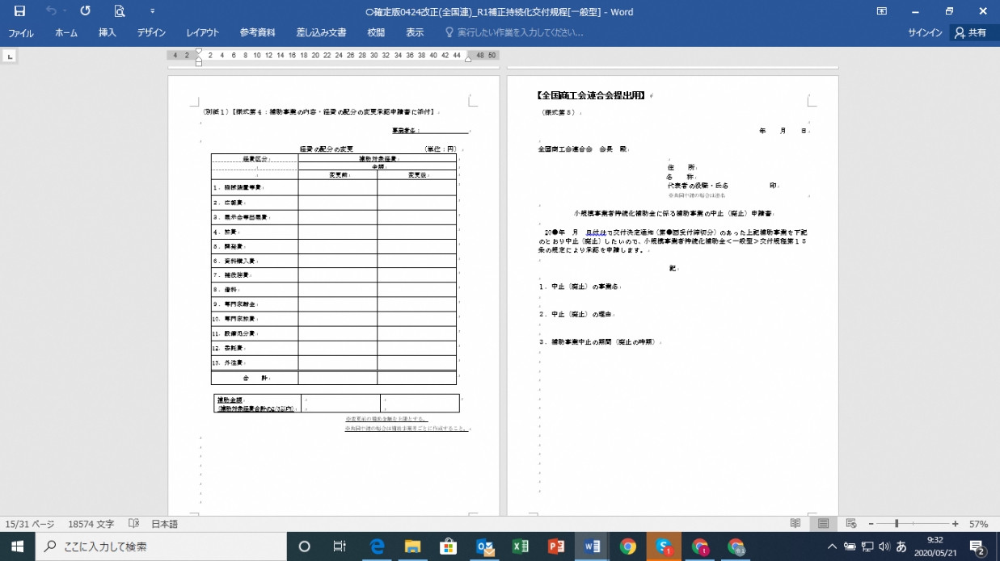 〇確定版0424改正(全国連)_R1補正持続化交付規程[一般型] - Word
ファイル ホーム 挿入 デザイン レイアウト 参考資料 差し込み文書 校閲 表示 実行したい作業を入力してください... サインイン 共有
4 2 2 4 6 8 10 12 14 16 18 20 22 24 26 28 30 32 34 36 38 40 42 44 48 50
(別紙1)【様式第4:補助事業の内容・経費の配分の変更承認申請書に添付】
事業者名:
経費の配分の変更 (単位:円)
経費区分 補助対象経費
金額
変更前 変更後
1.機械装置等費
2.広報費
3.展示会等出展費
4.旅費
5.開発費
6.資料購入費
7.雑役務費
8.借料
9.専門家謝金
10.専門家旅費
11.設備処分費
12.委託費
13.外注費
合 計
補助金額
(補助対象経費合計の2/3以内)
※変更前の補助金額を上限とする。
※共同申請の場合は補助事業者ごとに作成すること。
【全国商工会連合会提出用】
(様式第5)
年 月 日
全国商工会連合会 会長 殿
住 所
名 称
代表者の役職・氏名 印
※共同申請の場合は連名
小規模事業者持続化補助金に係る補助事業の中止(廃止)申請書
20●年 月 日付けで交付決定通知(第●回受付締切分)のあった上記補助事業を下記
のとおり中止(廃止)したいので、小規模事業者持続化補助金<一般型>交付規程第13
条の規定により承認を申請します。
記
1.中止(廃止)の事業名
2.中止(廃止)の理由
3.補助事業中止の期間(廃止の時期)
15/31 ページ 18574 文字 日本語 57%
ここに入力して検索
あ 9:32
2020/05/21 2